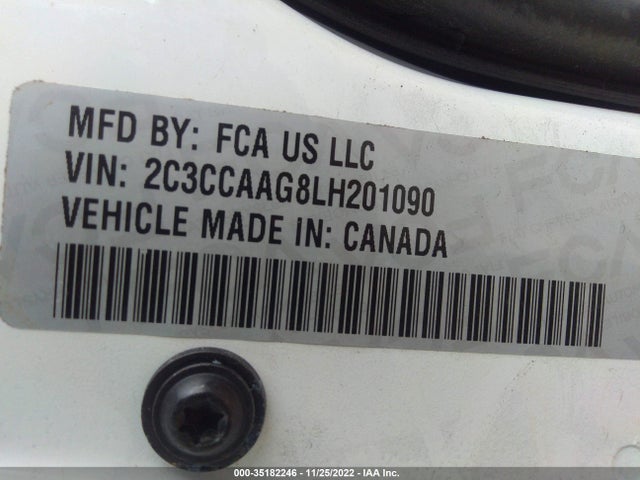 MFD BY: FCA US LLC
VIN: 2C3CCAAG8LH201090
VEHICLE MADE IN: CANADA
000-35182246 - 11/25/2022 - IAA Inc.